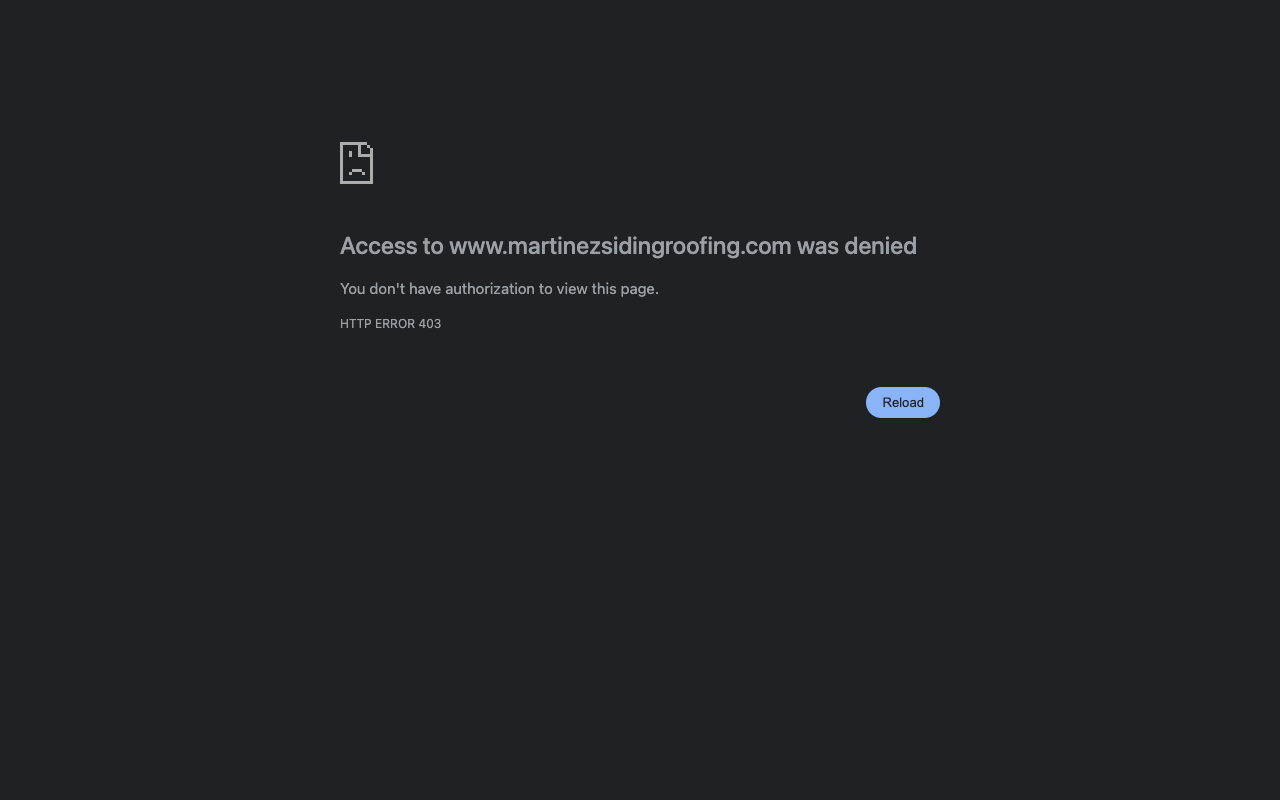 Access to www.martinezsidingroofing.com was denied
You don't have authorization to view this page.
HTTP ERROR 403
Reload